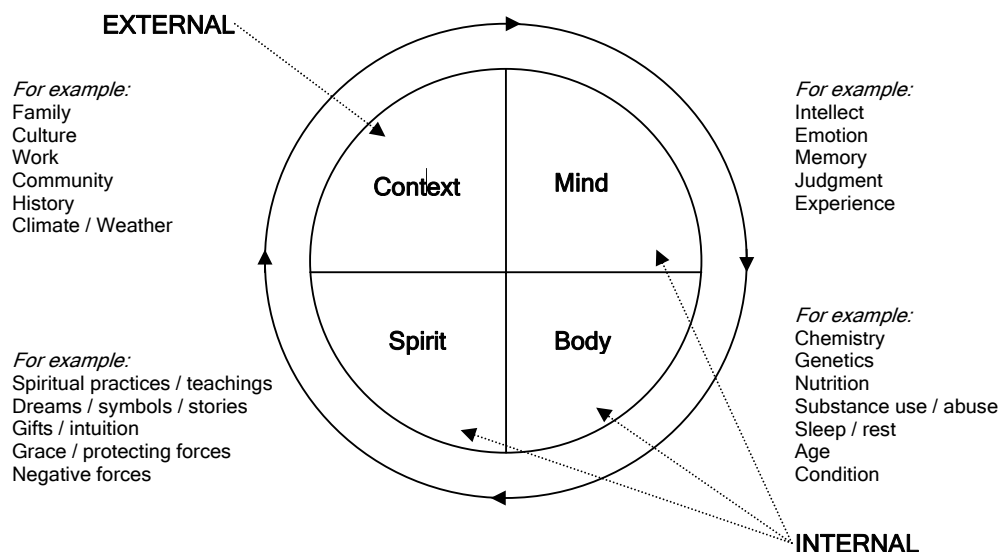 EXTERNAL
For example:
Family
Culture
Work
Community
History
Climate / Weather
Context
Mind
For example:
Intellect
Emotion
Memory
Judgment
Experience
For example:
Spiritual practices / teachings
Dreams / symbols / stories
Gifts / intuition
Grace / protecting forces
Negative forces
Spirit
Body
For example:
Chemistry
Genetics
Nutrition
Substance use / abuse
Sleep / rest
Age
Condition
INTERNAL